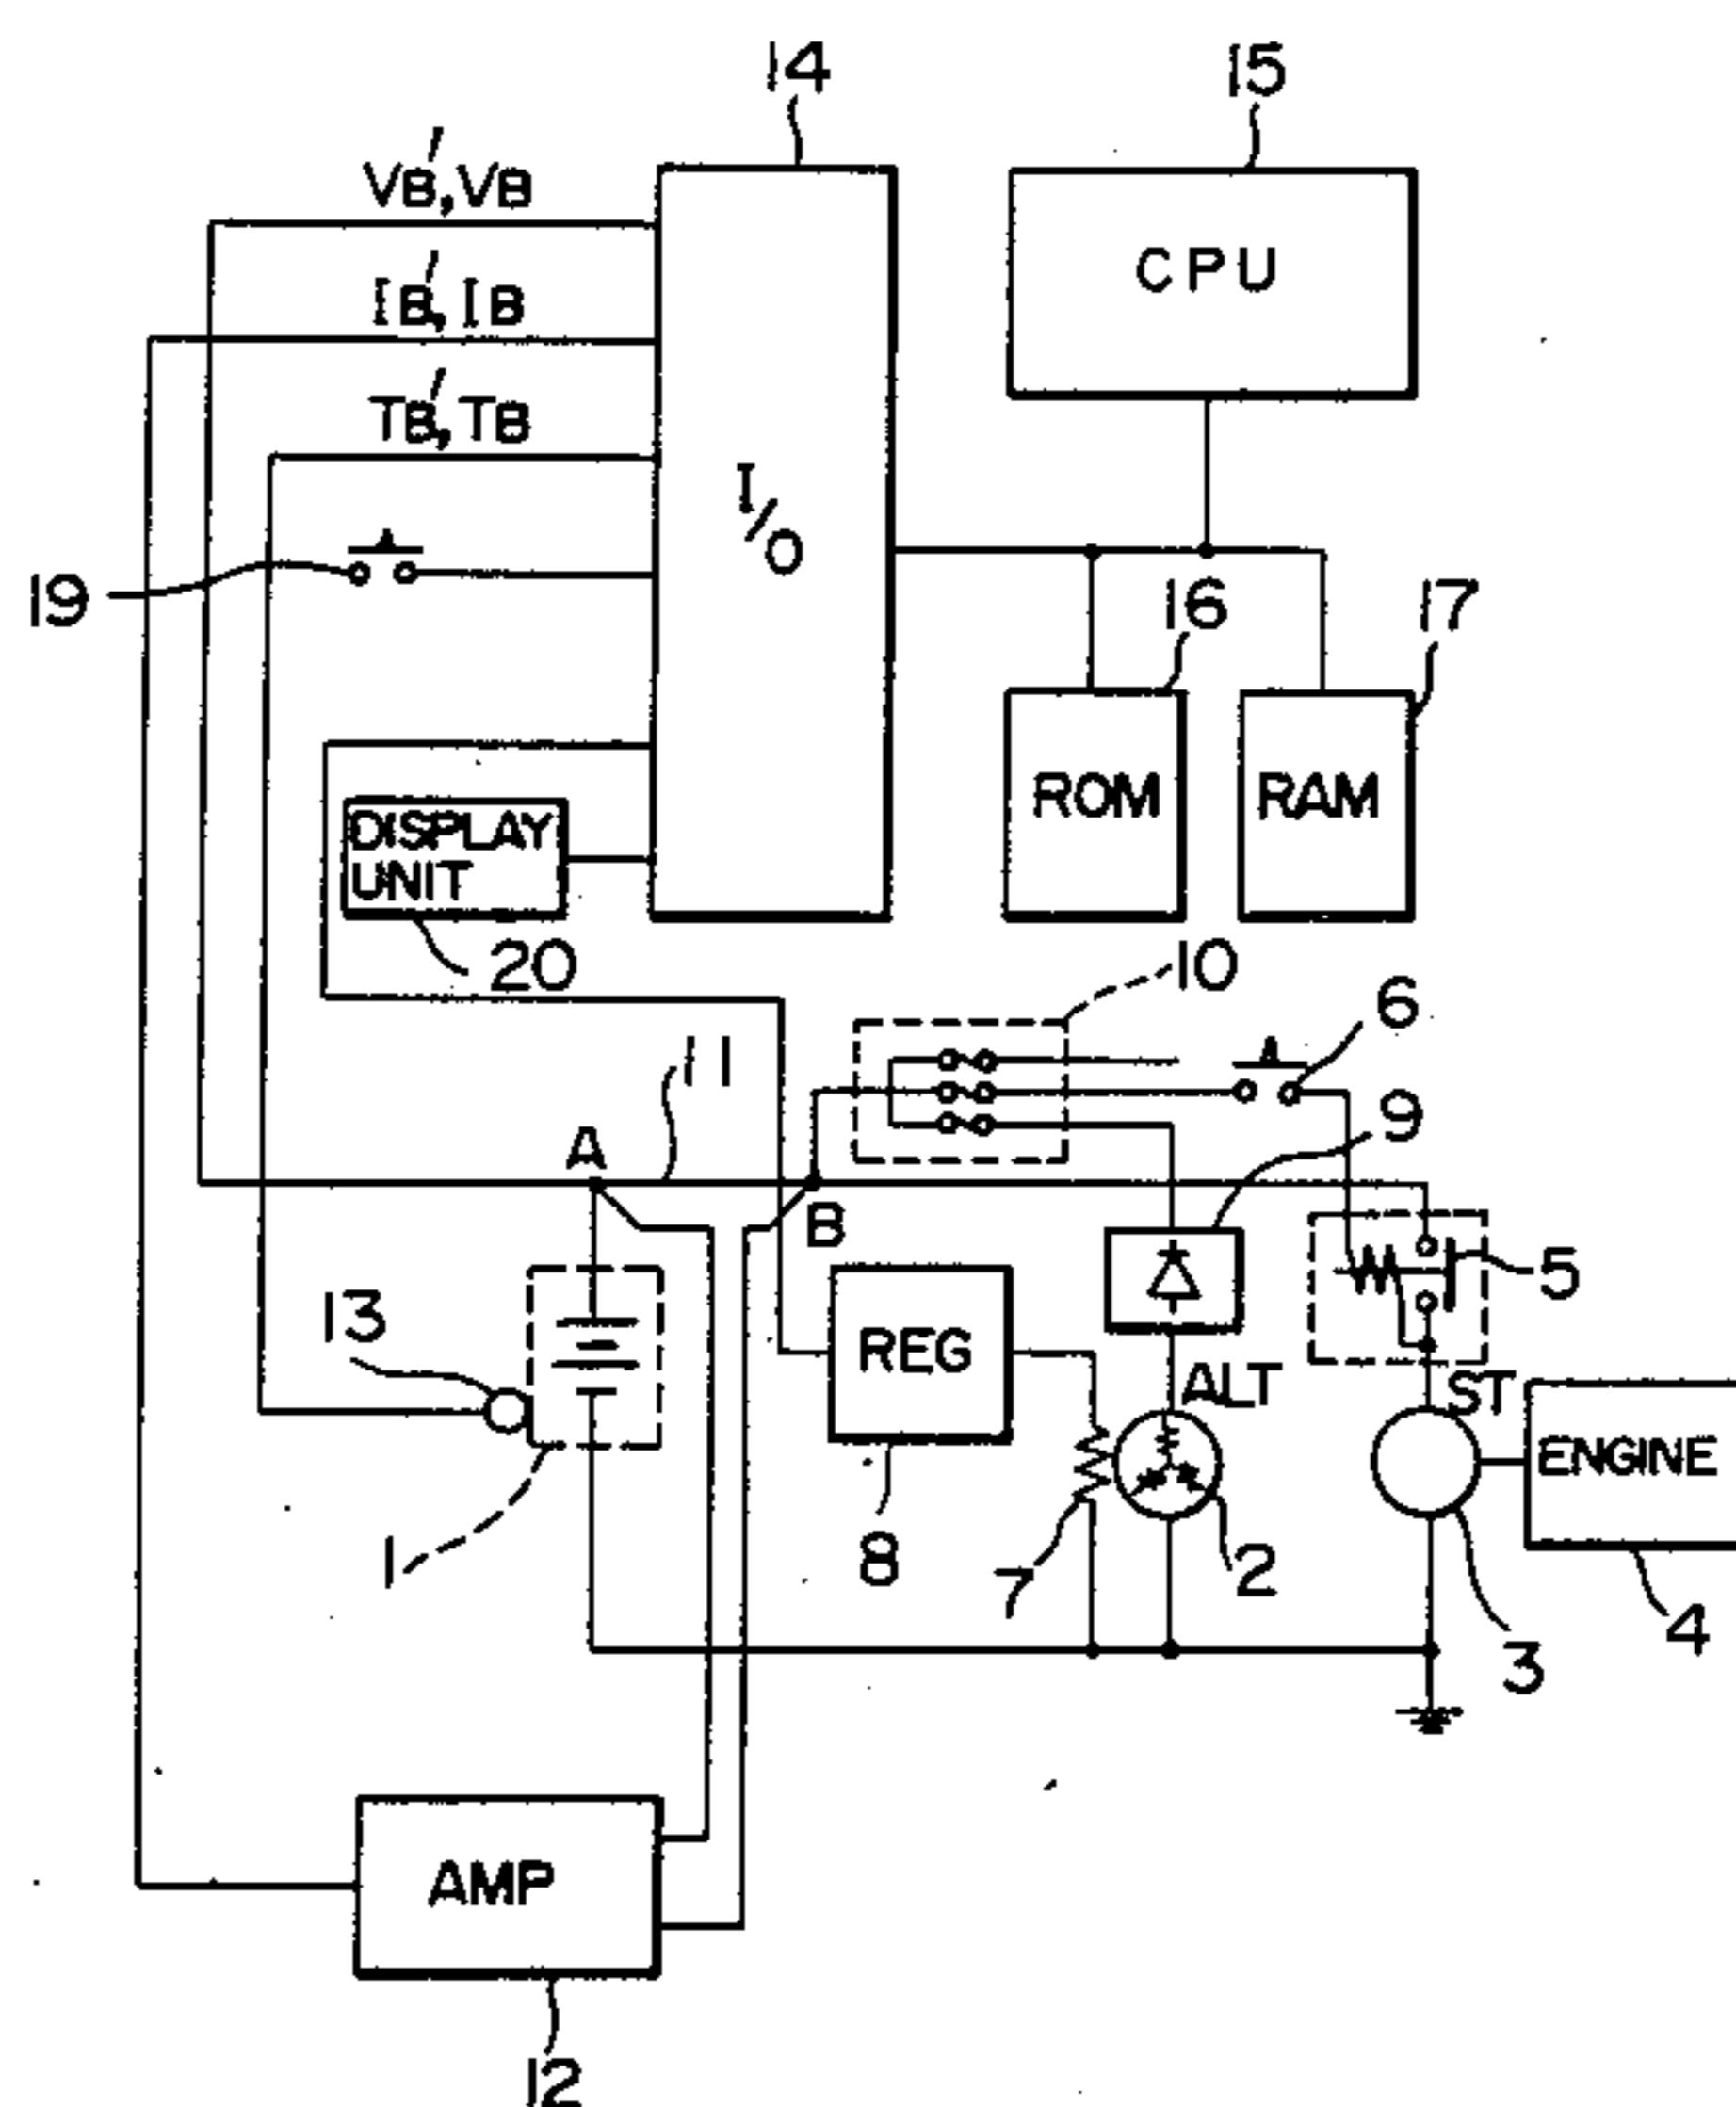 14
15
VB', VB
CPU
IB', IB
TB', TB
I/O
19
16
17
ROM
RAM
DISPLAY
UNIT
20
10
6
11
9
A
B
5
13
REG
ALT
ST
ENGINE
1
8
7
2
4
3
AMP
12